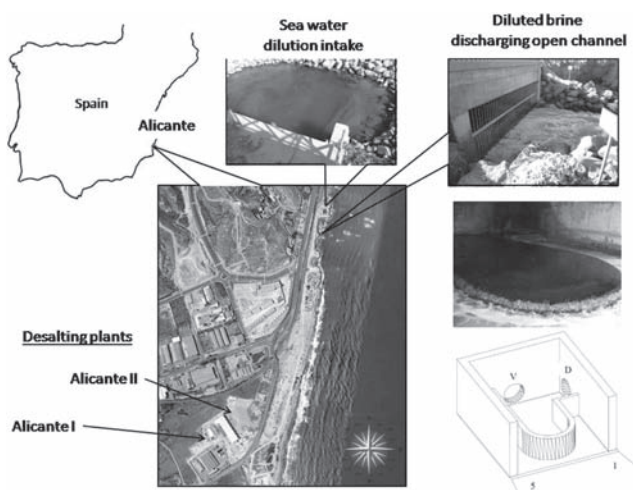 Sea water
dilution intake
Diluted brine
discharging open channel
Spain
Alicante
Desalting plants
Alicante II
Alicante I
V
D
1
5